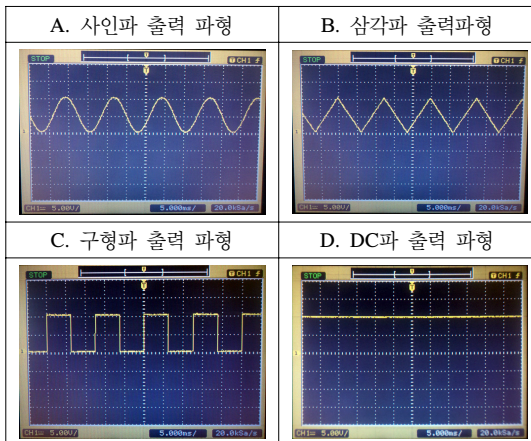 A. 사인파 출력 파형
B. 삼각파 출력파형
STOP
CH1
CH1= 5.00V/ 5.000ms/ 20.0kSa/s
STOP
CH1
CH1= 5.00V/ 5.000ms/ 20.0kSa/s
C. 구형파 출력 파형
D. DC파 출력 파형
STOP
CH1
CH1= 5.00V/ 5.000ms/ 20.0kSa/s
STOP
CH1
CH1= 5.00V/ 5.000ms/ 20.0kSa/s